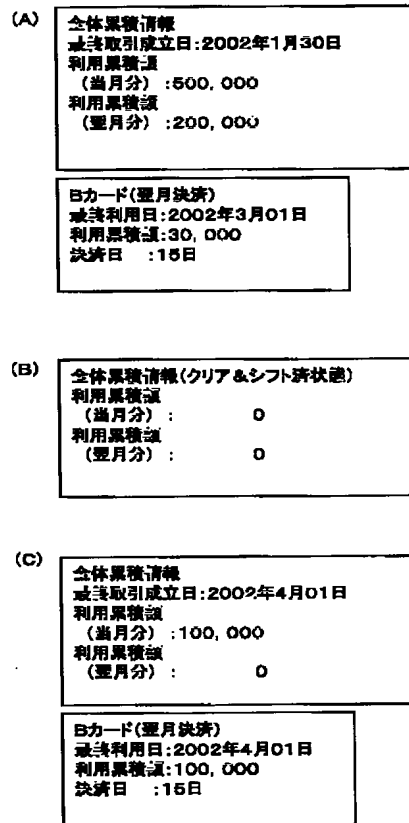 (A)
全体累積情報
最終取引成立日:2002年1月30日
利用累積額
(当月分) :500, 000
利用累積額
(翌月分) :200, 000
Bカード(翌月決済)
最終利用日:2002年3月01日
利用累積額:30, 000
決済日 :15日
(B)
全体累積情報(クリア&シフト済状態)
利用累積額
(当月分) : 0
利用累積額
(翌月分) : 0
(C)
全体累積情報
最終取引成立日:2002年4月01日
利用累積額
(当月分) :100, 000
利用累積額
(翌月分) : 0
Bカード(翌月決済)
最終利用日:2002年4月01日
利用累積額:100, 000
決済日 :15日